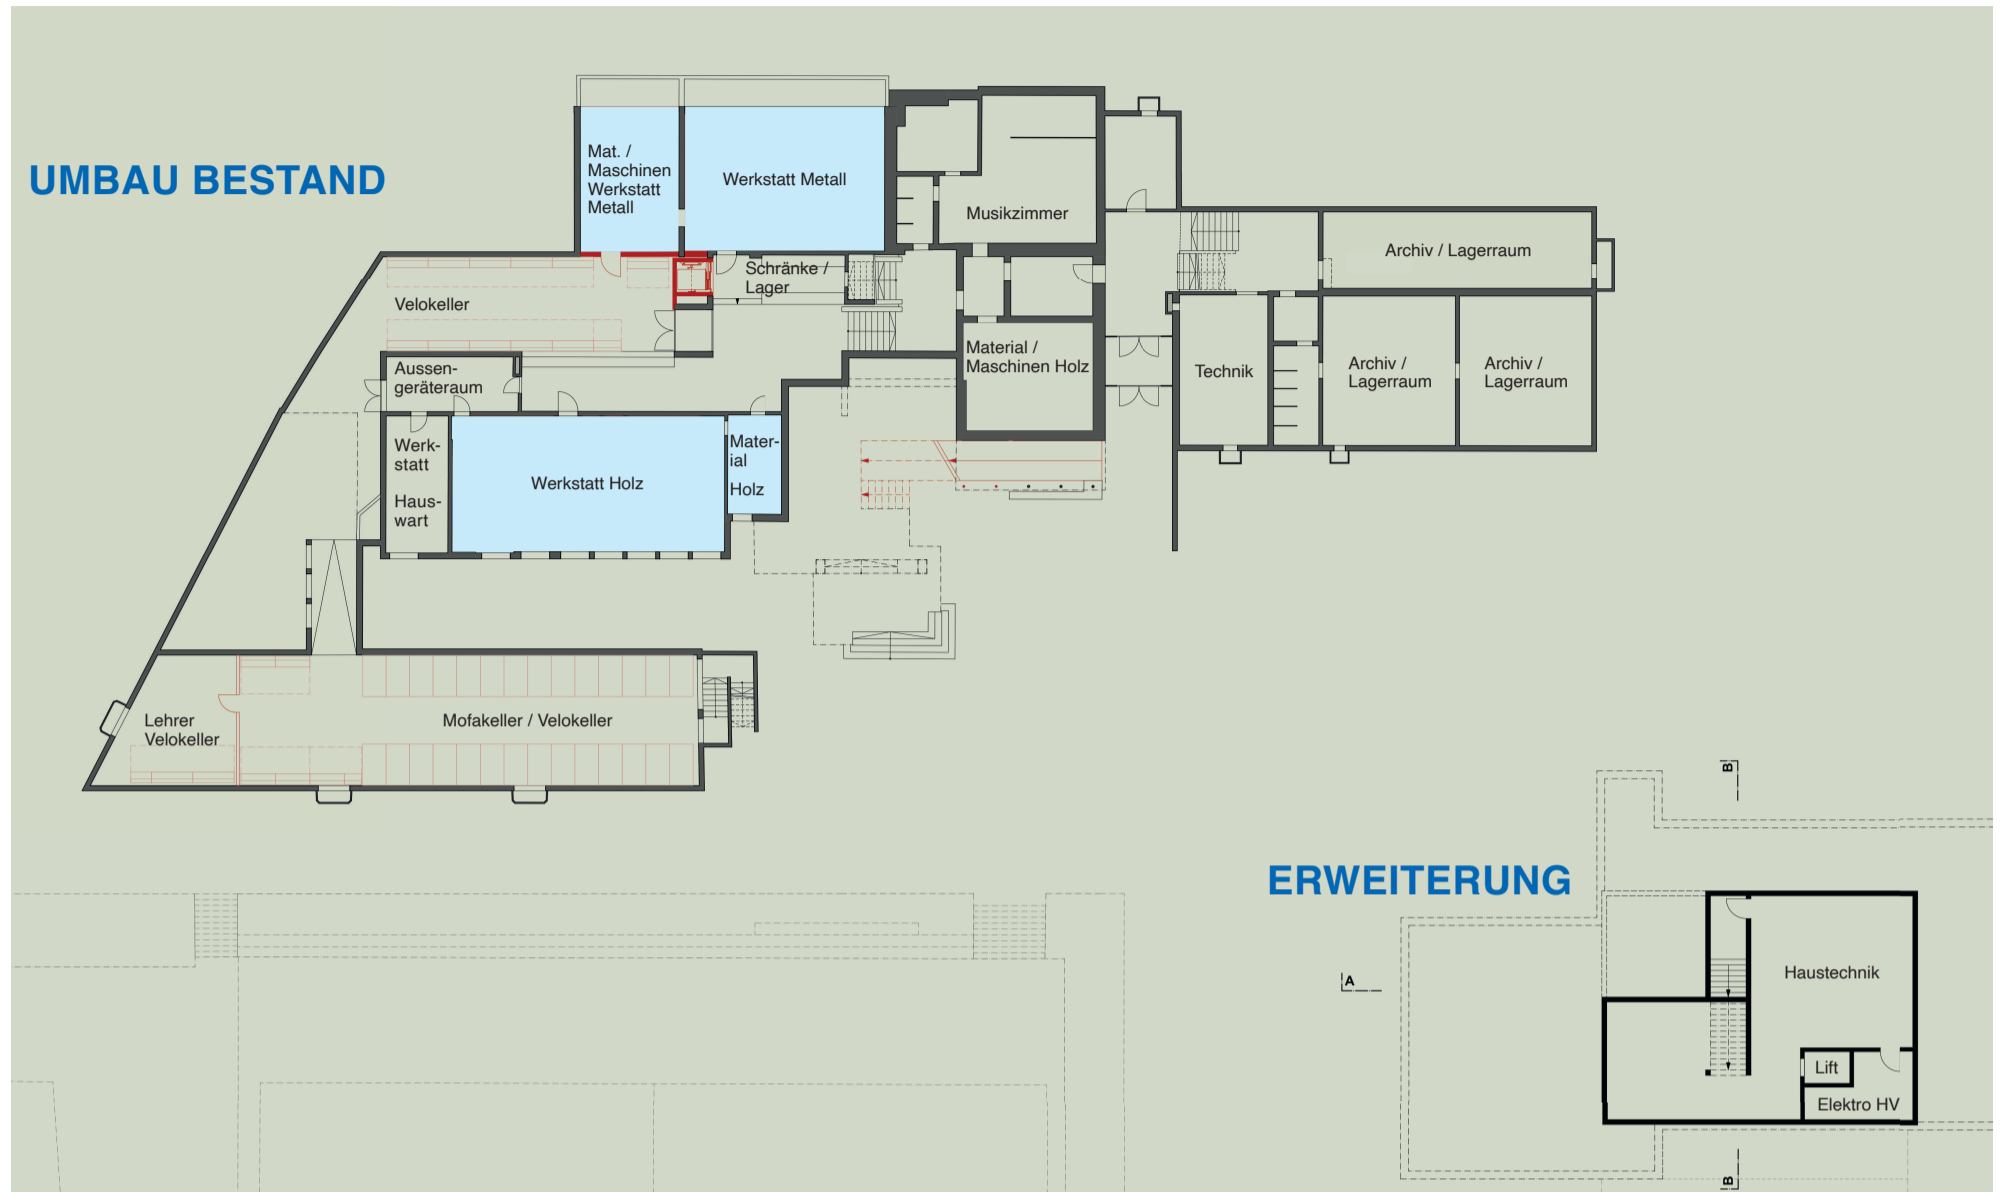 UMBAU BESTAND
Mat. /
Maschinen
Werkstatt
Metall
Werkstatt Metall
Musikzimmer
Archiv / Lagerraum
Schränke /
Lager
Velokeller
Material /
Maschinen Holz
Technik
Archiv /
Lagerraum
Archiv /
Lagerraum
Aussen-
geräteraum
Werk-
statt
Haus-
wart
Werkstatt Holz
Mater-
ial
Holz
Lehrer
Velokeller
Mofakeller / Velokeller
B
ERWEITERUNG
A
Haustechnik
Lift
Elektro HV
B